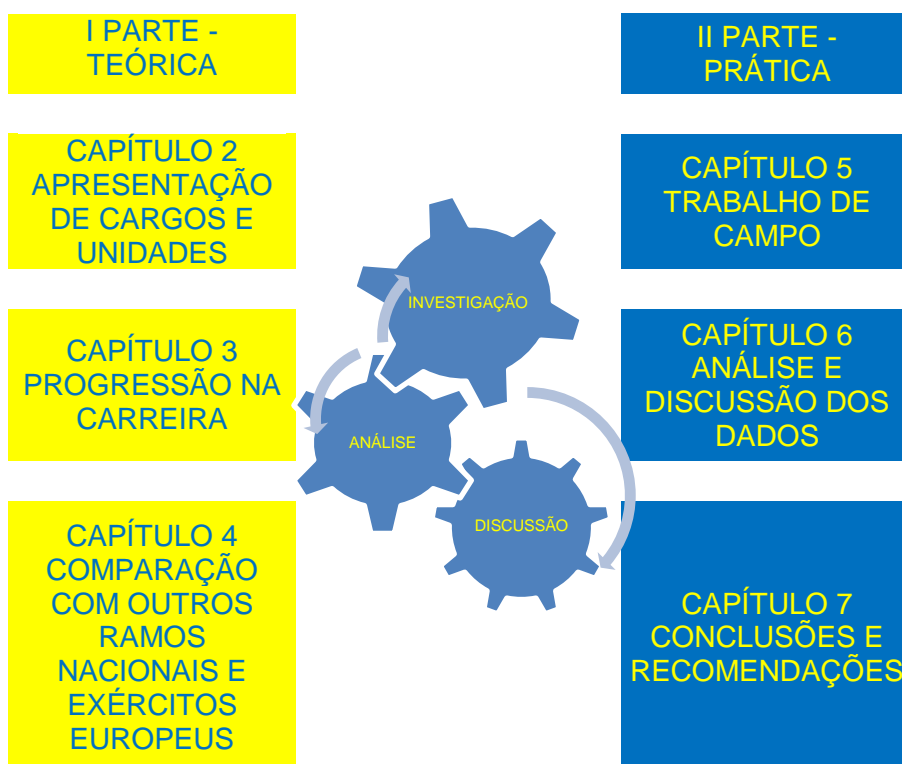 I PARTE -
TEÓRICA
CAPÍTULO 2
APRESENTAÇÃO
DE CARGOS E
UNIDADES
CAPÍTULO 3
PROGRESSÃO NA
CARREIRA
CAPÍTULO 4
COMPARAÇÃO
COM OUTROS
RAMOS
NACIONAIS E
EXÉRCITOS
EUROPEUS
INVESTIGAÇÃO
ANÁLISE
DISCUSSÃO
II PARTE -
PRÁTICA
CAPÍTULO 5
TRABALHO DE
CAMPO
CAPÍTULO 6
ANÁLISE E
DISCUSSÃO DOS
DADOS
CAPÍTULO 7
CONCLUSÕES E
RECOMENDAÇÕES